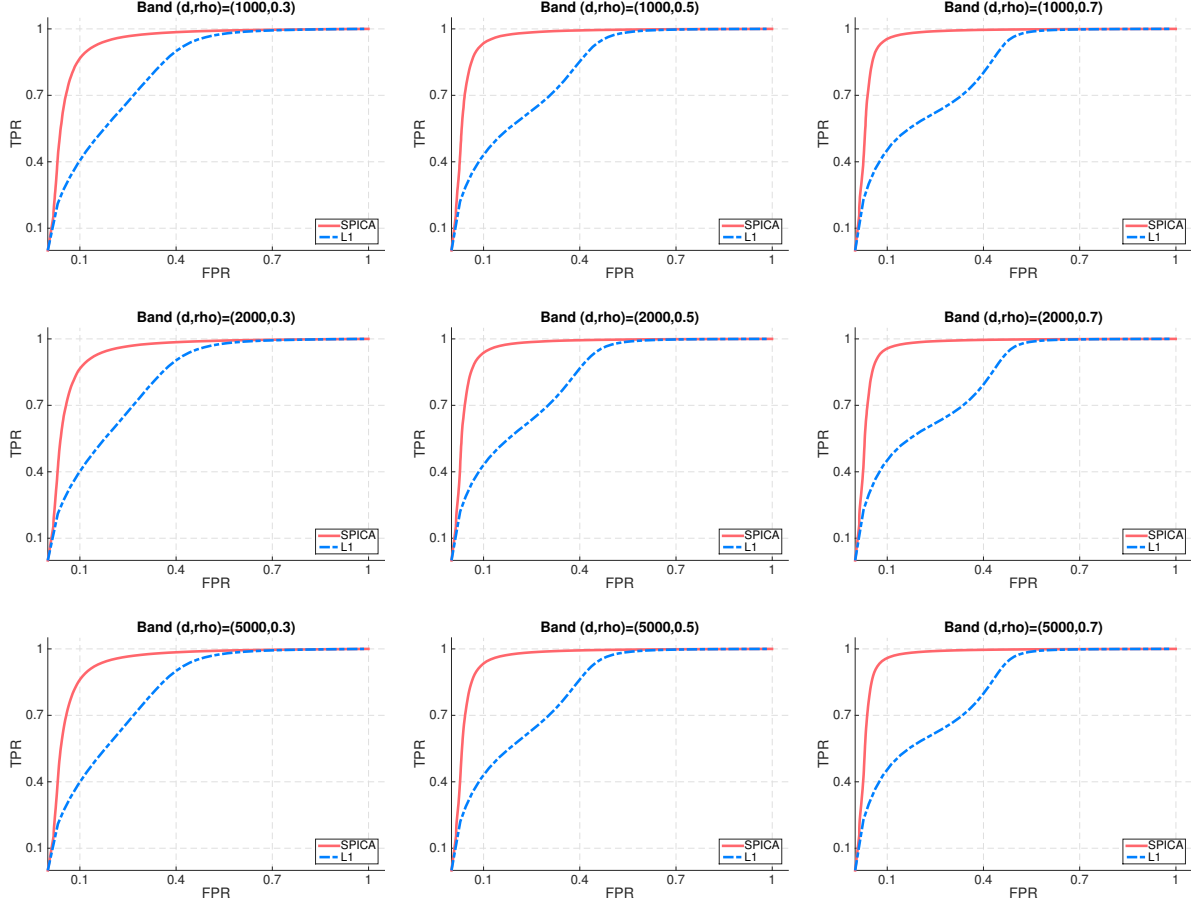 Band (d,rho)=(1000,0.3)
1
0.7
0.4
0.1
TPR
SPICA
L1
0.1 0.4 0.7 1
FPR
Band (d,rho)=(1000,0.5)
1
0.7
0.4
0.1
TPR
SPICA
L1
0.1 0.4 0.7 1
FPR
Band (d,rho)=(1000,0.7)
1
0.7
0.4
0.1
TPR
SPICA
L1
0.1 0.4 0.7 1
FPR
Band (d,rho)=(2000,0.3)
1
0.7
0.4
0.1
TPR
SPICA
L1
0.1 0.4 0.7 1
FPR
Band (d,rho)=(2000,0.5)
1
0.7
0.4
0.1
TPR
SPICA
L1
0.1 0.4 0.7 1
FPR
Band (d,rho)=(2000,0.7)
1
0.7
0.4
0.1
TPR
SPICA
L1
0.1 0.4 0.7 1
FPR
Band (d,rho)=(5000,0.3)
1
0.7
0.4
0.1
TPR
SPICA
L1
0.1 0.4 0.7 1
FPR
Band (d,rho)=(5000,0.5)
1
0.7
0.4
0.1
TPR
SPICA
L1
0.1 0.4 0.7 1
FPR
Band (d,rho)=(5000,0.7)
1
0.7
0.4
0.1
TPR
SPICA
L1
0.1 0.4 0.7 1
FPR